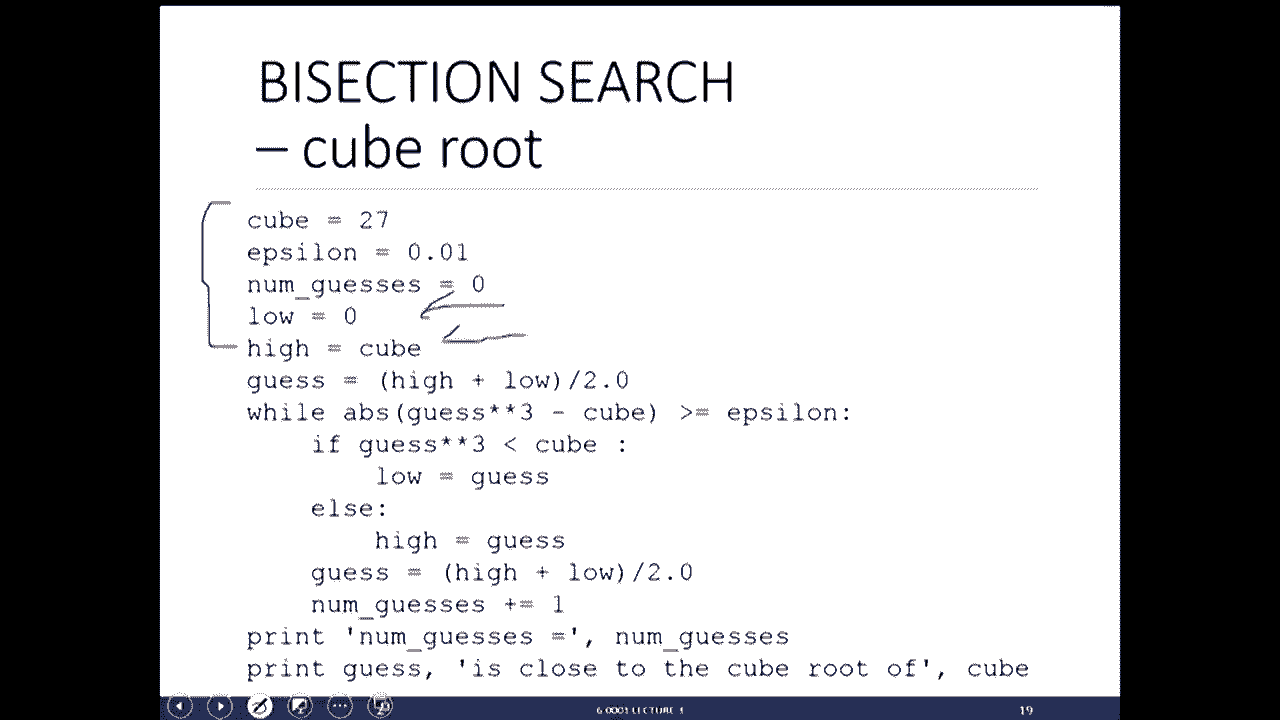 BISECTION SEARCH
– cube root
cube = 27
epsilon = 0.01
num_guesses = 0
low = 0
high = cube
guess = (high + low)/2.0
while abs(guess**3 - cube) >= epsilon:
    if guess**3 < cube :
        low = guess
    else:
        high = guess
    guess = (high + low)/2.0
    num_guesses += 1
print 'num_guesses =', num_guesses
print guess, 'is close to the cube root of', cube
6.0001 LECTURE 3
19